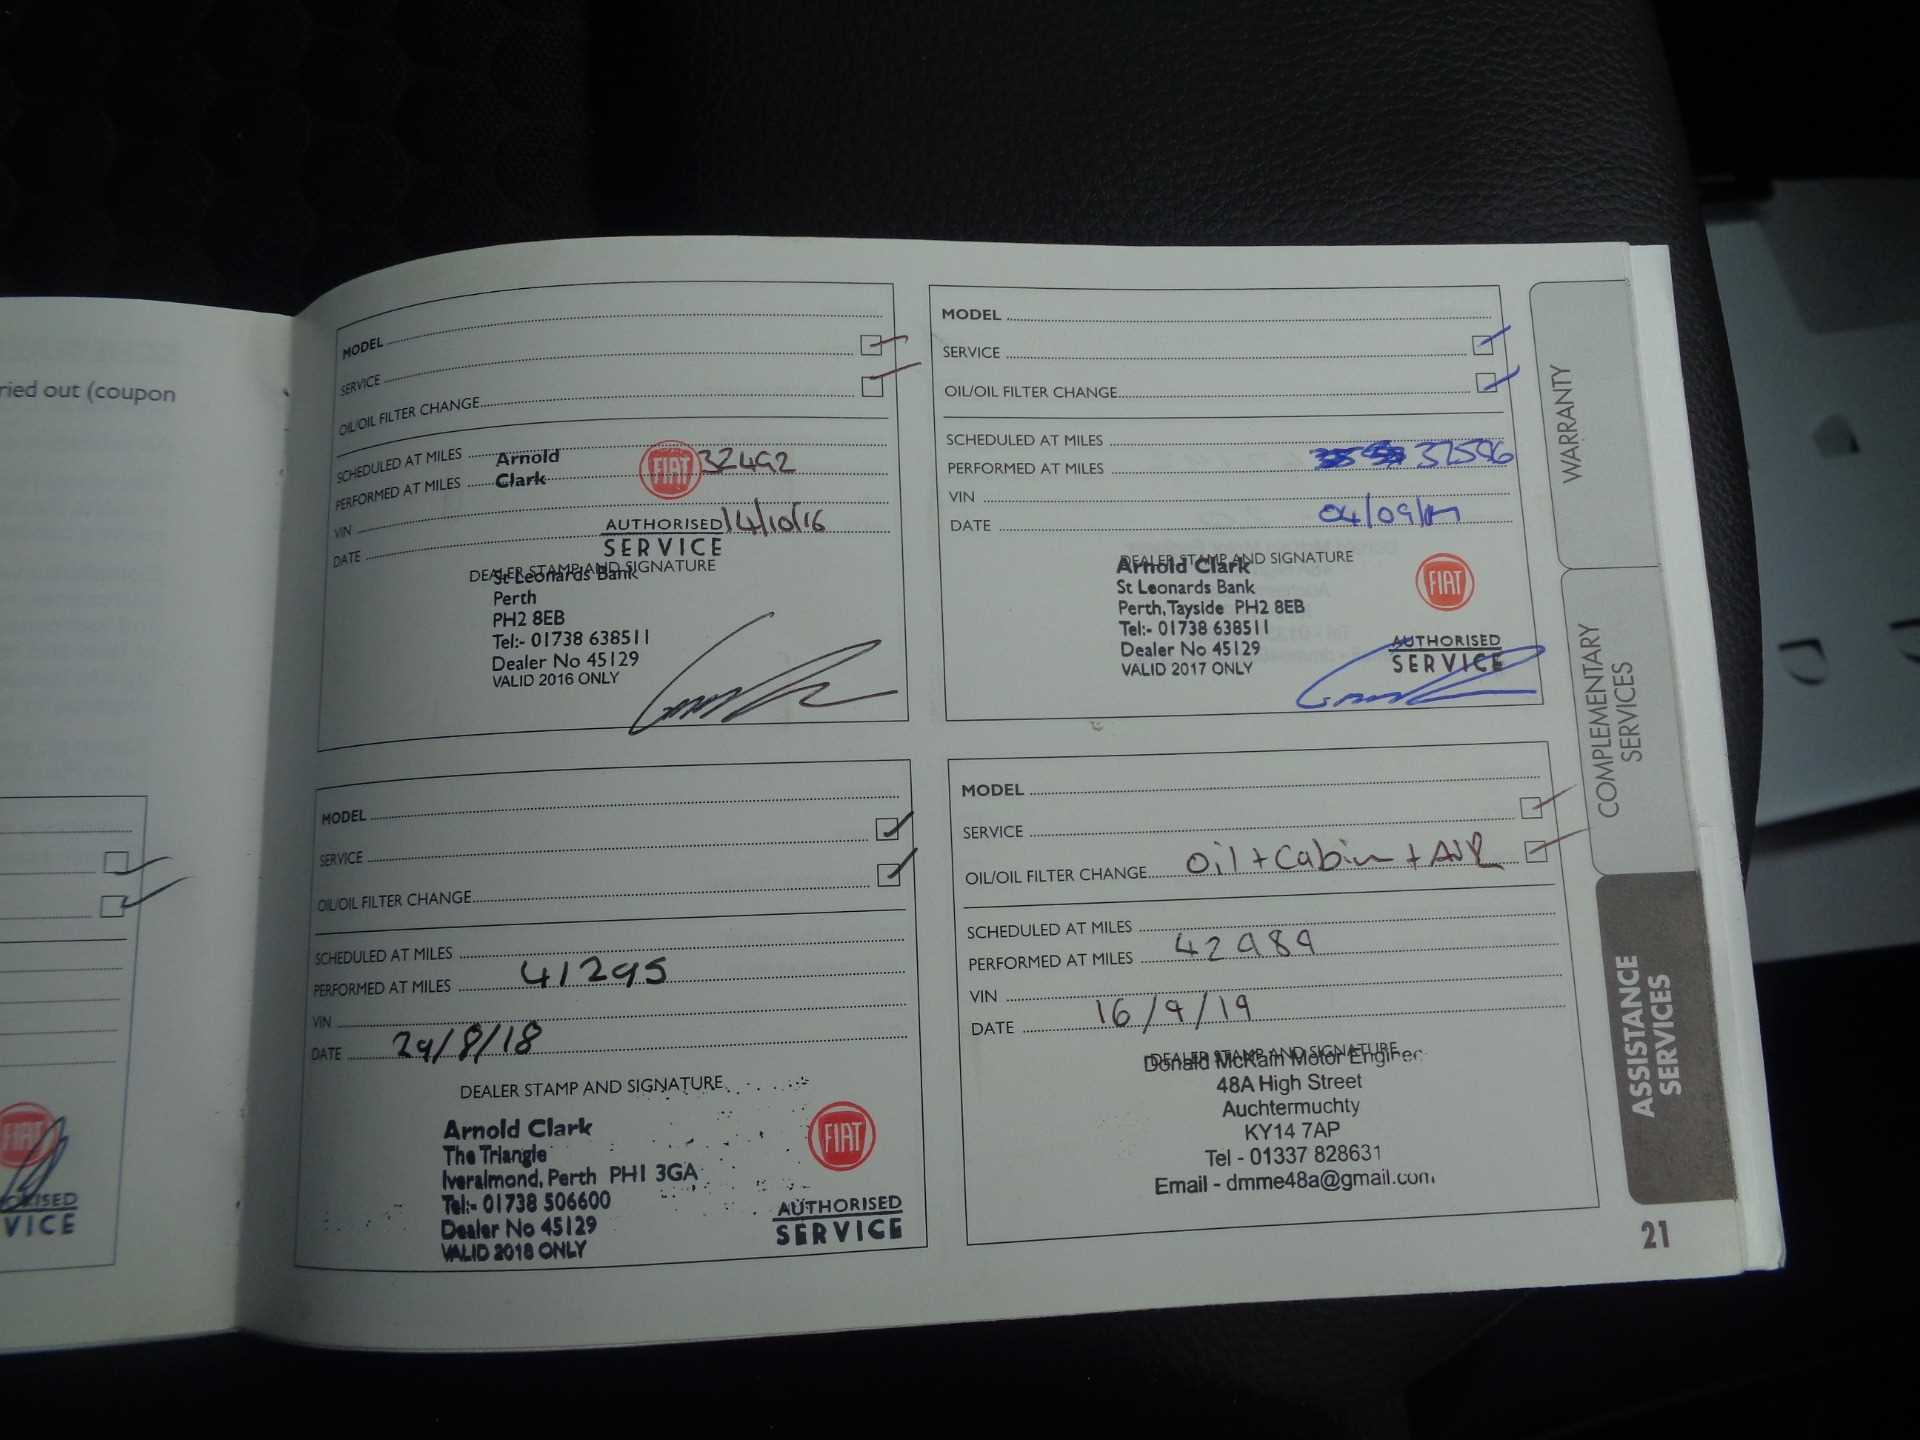 ried out (coupon
ORISED
VICE
MODEL
SERVICE
OIL/OIL FILTER CHANGE
SCHEDULED AT MILES
PERFORMED AT MILES 32492
VIN
DATE 14/10/16
DEALER STAMP AND SIGNATURE
Arnold
Clark
FIAT
AUTHORISED
SERVICE
St Leonards Bank
Perth
PH2 8EB
Tel:- 01738 638511
Dealer No 45129
VALID 2016 ONLY
MODEL
SERVICE
OIL/OIL FILTER CHANGE
SCHEDULED AT MILES
PERFORMED AT MILES
VIN
DATE 04/09/17
DEALER STAMP AND SIGNATURE
Arnold Clark
St Leonards Bank
Perth, Tayside PH2 8EB
Tel:- 01738 638511
Dealer No 45129
VALID 2017 ONLY
FIAT
AUTHORISED
SERVICE
MODEL
SERVICE
OIL/OIL FILTER CHANGE
SCHEDULED AT MILES
PERFORMED AT MILES 41295
VIN
DATE 29/8/18
DEALER STAMP AND SIGNATURE
Arnold Clark
The Triangle
Iveralmond, Perth PH1 3GA
Tel:- 01738 506600
Dealer No 45129
VALID 2018 ONLY
FIAT
AUTHORISED
SERVICE
MODEL
SERVICE
OIL/OIL FILTER CHANGE Oil + Cabin + AIR
SCHEDULED AT MILES
PERFORMED AT MILES 42989
VIN
DATE 16/9/19
DEALER STAMP AND SIGNATURE
Donald McKain Motor Engineer
48A High Street
Auchtermuchty
KY14 7AP
Tel - 01337 828631
Email - dmme48a@gmail.com
WARRANTY
COMPLEMENTARY
SERVICES
ASSISTANCE
SERVICES
21